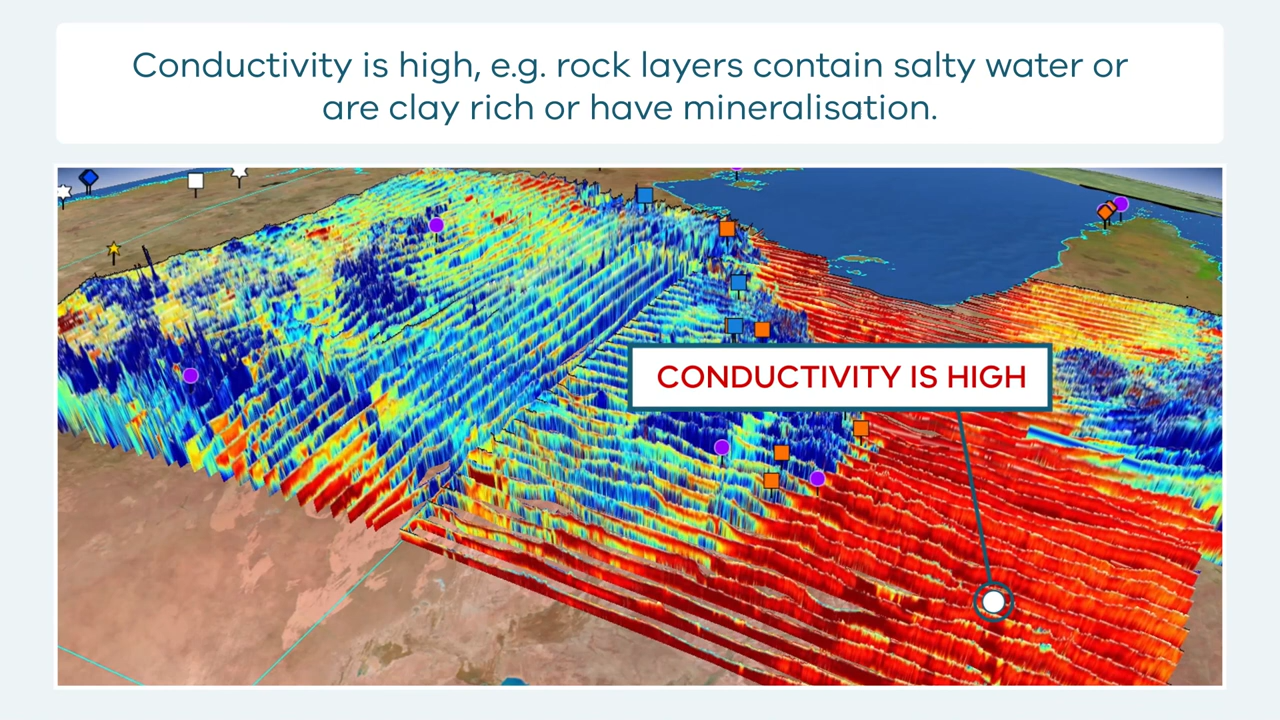 Conductivity is high, e.g. rock layers contain salty water or
are clay rich or have mineralisation.
CONDUCTIVITY IS HIGH